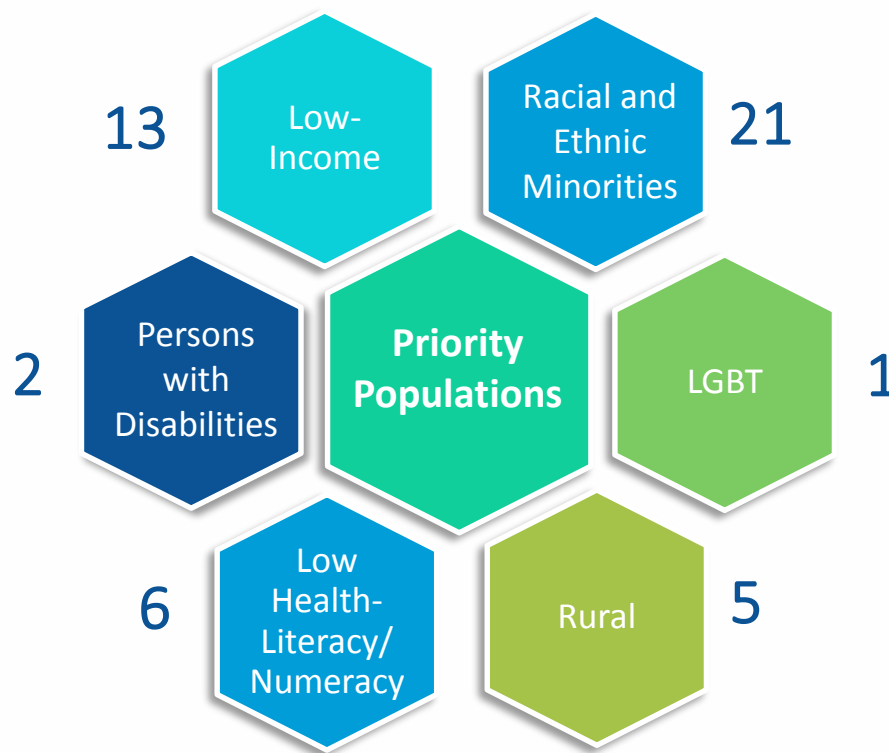 13
Low-
Income
Racial and
Ethnic
Minorities
21
2
Persons
with
Disabilities
Priority
Populations
LGBT
1
6
Low
Health-
Literacy/
Numeracy
Rural
5